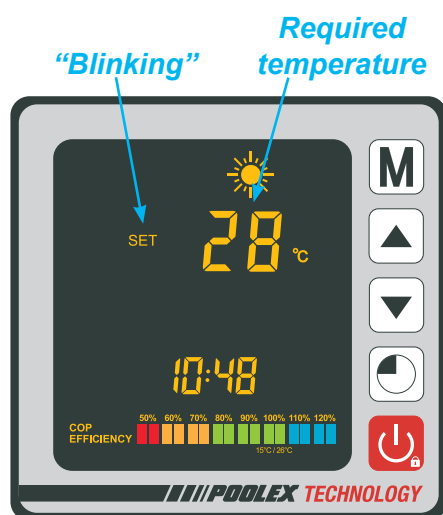 Required
“Blinking” temperature
M
SET 28 °C
10:48
50% 60% 70% 80% 90% 100% 110% 120%
COP
EFFICIENCY
15°C / 26°C
POOLEX TECHNOLOGY